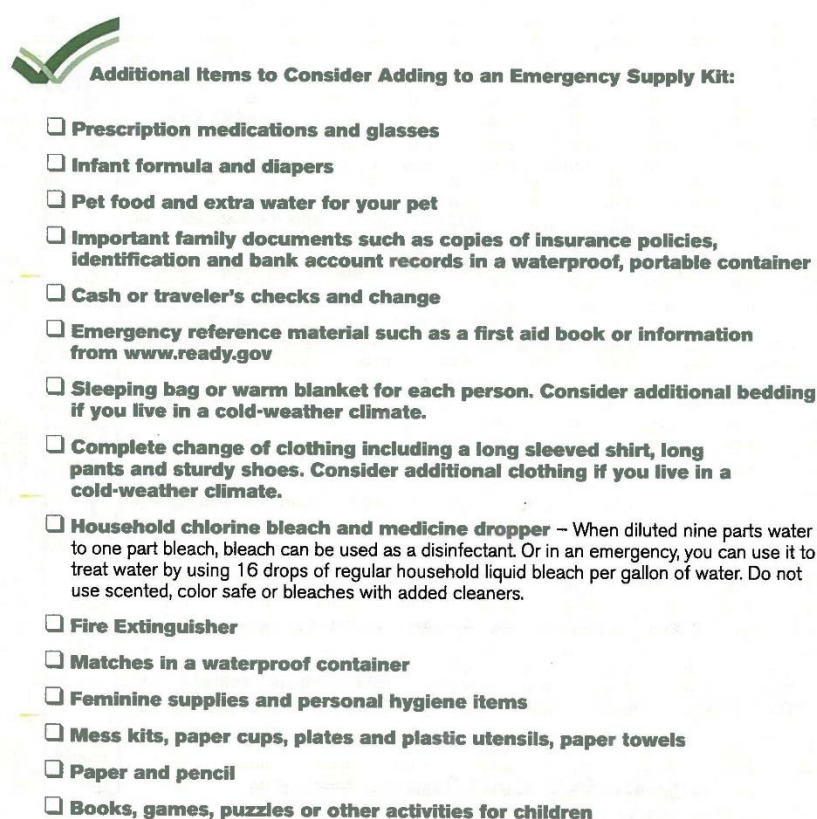 Additional Items to Consider Adding to an Emergency Supply Kit:
Prescription medications and glasses
Infant formula and diapers
Pet food and extra water for your pet
Important family documents such as copies of insurance policies,
identification and bank account records in a waterproof, portable container
Cash or traveler's checks and change
Emergency reference material such as a first aid book or information
from www.ready.gov
Sleeping bag or warm blanket for each person. Consider additional bedding
if you live in a cold-weather climate.
Complete change of clothing including a long sleeved shirt, long
pants and sturdy shoes. Consider additional clothing if you live in a
cold-weather climate.
Household chlorine bleach and medicine dropper – When diluted nine parts water
to one part bleach, bleach can be used as a disinfectant. Or in an emergency, you can use it to
treat water by using 16 drops of regular household liquid bleach per gallon of water. Do not
use scented, color safe or bleaches with added cleaners.
Fire Extinguisher
Matches in a waterproof container
Feminine supplies and personal hygiene items
Mess kits, paper cups, plates and plastic utensils, paper towels
Paper and pencil
Books, games, puzzles or other activities for children